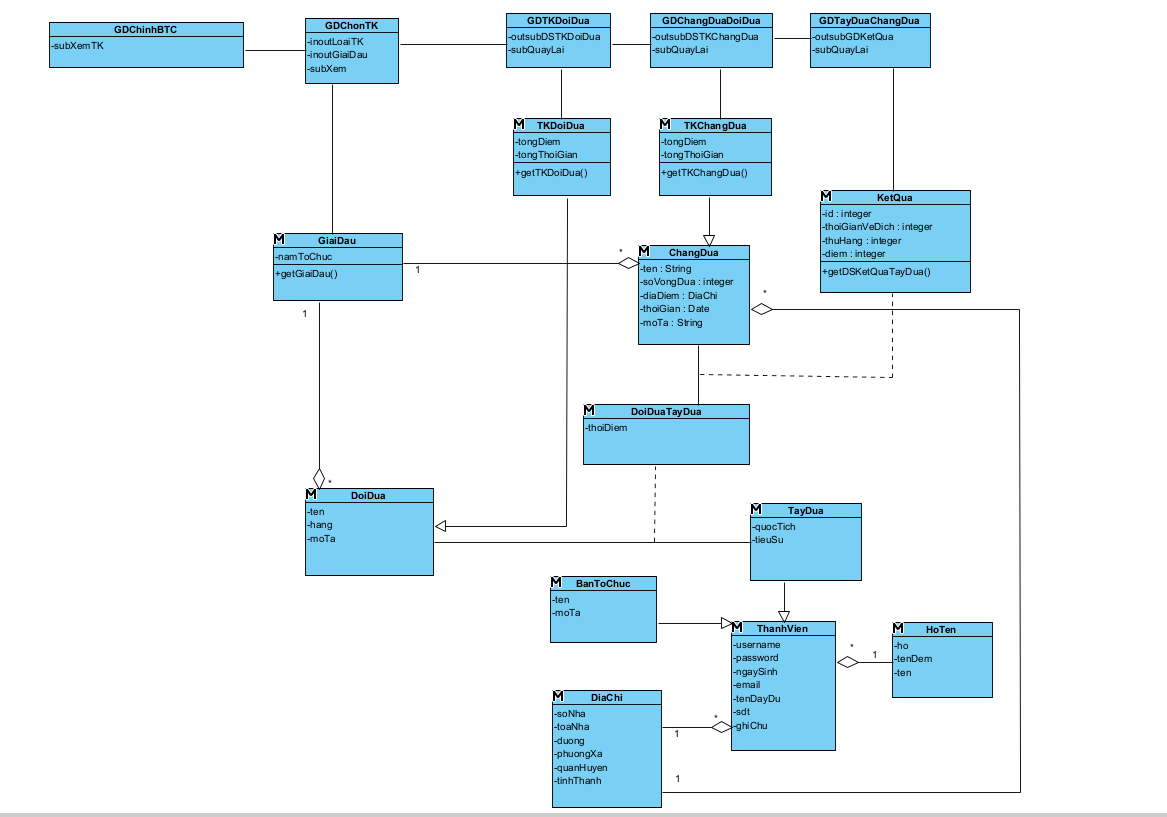 GDChinhBTC
-subXemTK
GDChonTK
-inoutLoaiTK
-inoutGiaiDau
-subXem
GDTKDoiDua
-outsubDSTKDoiDua
-subQuayLai
GDChangDuaDoiDua
-outsubDSTKChangDua
-subQuayLai
GDTayDuaChangDua
-outsubGDKetQua
-subQuayLai
M TKDoiDua
-tongDiem
-tongThoiGian
+getTKDoiDua()
M TKChangDua
-tongDiem
-tongThoiGian
+getTKChangDua()
M KetQua
-id : integer
-thoiGianVeDich : integer
-thuHang : integer
-diem : integer
+getDSKetQuaTayDua()
M GiaiDau
-namToChuc
+getGiaiDau()
1
*
1
M ChangDua
-ten : String
-soVongDua : integer
-diaDiem : DiaChi
-thoiGian : Date
-moTa : String
*
M DoiDuaTayDua
-thoiDiem
*
M DoiDua
-ten
-hang
-moTa
M TayDua
-quocTich
-tieuSu
M BanToChuc
-ten
-moTa
M ThanhVien
-username
-password
-ngaySinh
-email
-tenDayDu
-sdt
-ghiChu
*
1
M HoTen
-ho
-tenDem
-ten
M DiaChi
-soNha
-toaNha
-duong
-phuongXa
-quanHuyen
-tinhThanh
*
1
1